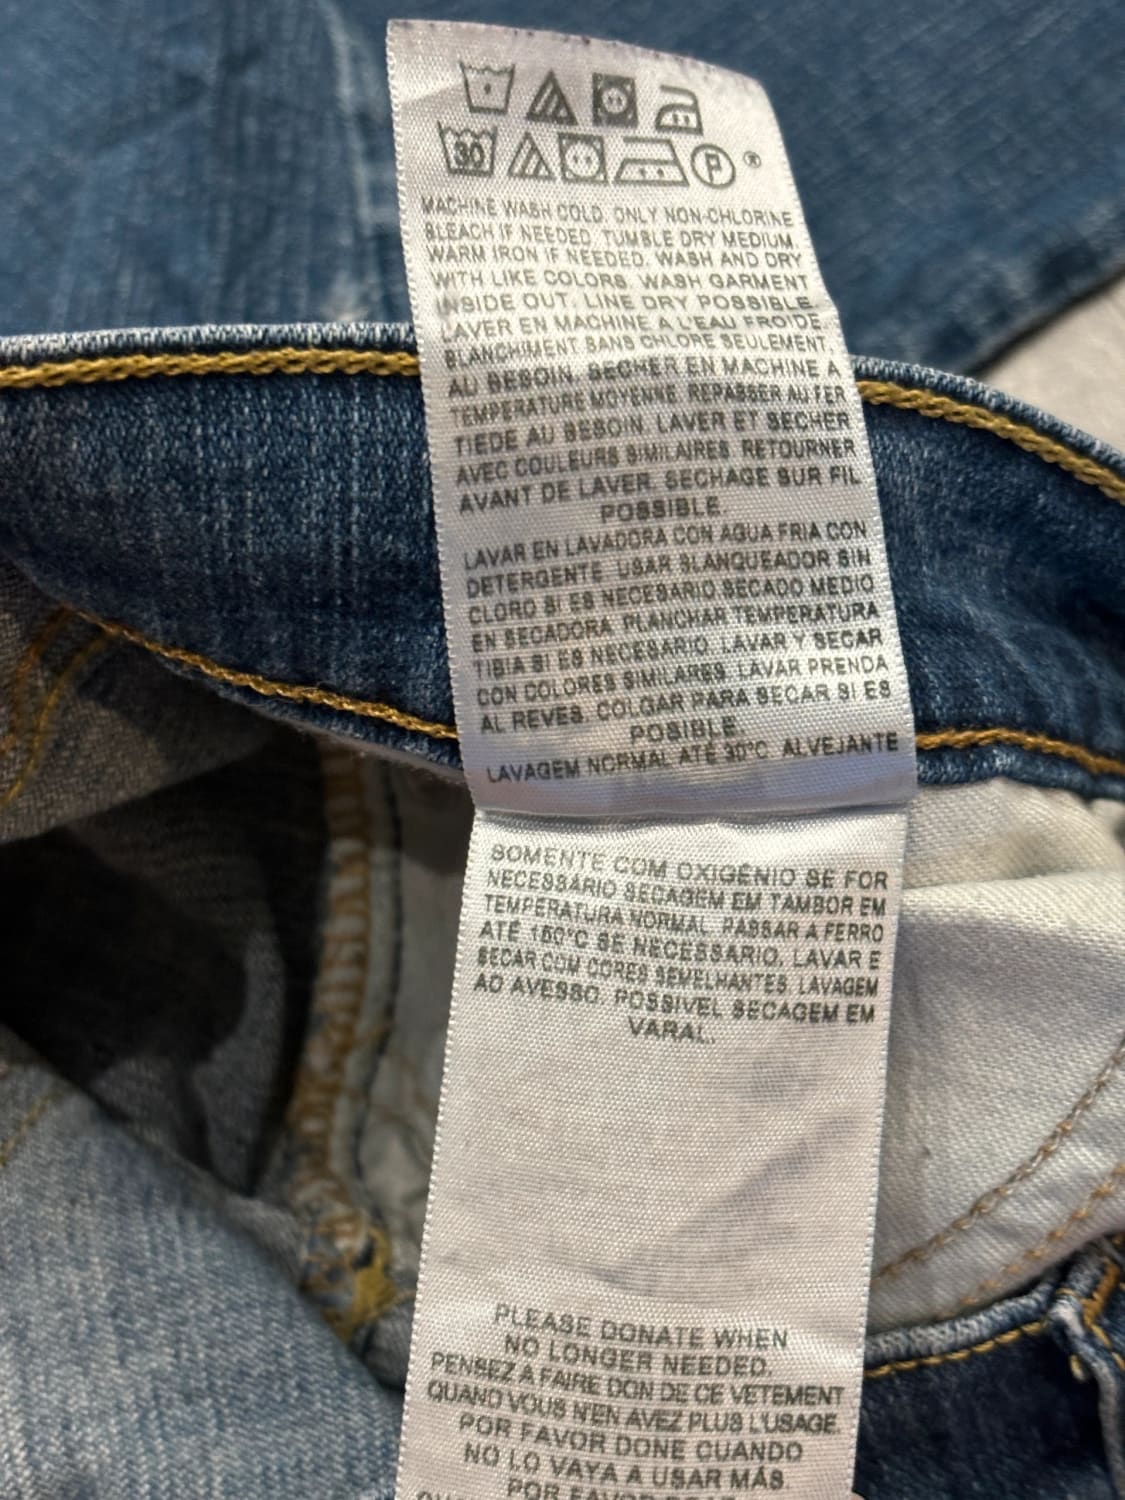 30 P ®
MACHINE WASH COLD. ONLY NON-CHLORINE
BLEACH IF NEEDED. TUMBLE DRY MEDIUM.
WARM IRON IF NEEDED. WASH AND DRY
WITH LIKE COLORS. WASH GARMENT
INSIDE OUT. LINE DRY POSSIBLE.
LAVER EN MACHINE A L'EAU FROIDE.
BLANCHIMENT SANS CHLORE SEULEMENT,
AU BESOIN. SECHER EN MACHINE A
TEMPERATURE MOYENNE. REPASSER AU FER
TIEDE AU BESOIN. LAVER ET SECHER
AVEC COULEURS SIMILAIRES. RETOURNER
AVANT DE LAVER. SECHAGE SUR FIL
POSSIBLE.
LAVAR EN LAVADORA CON AGUA FRIA CON
DETERGENTE. USAR BLANQUEADOR SIN
CLORO SI ES NECESARIO. SECADO MEDIO
EN SECADORA. PLANCHAR TEMPERATURA
TIBIA SI ES NECESARIO. LAVAR Y SECAR
CON COLORES SIMILARES. LAVAR PRENDA
AL REVES. COLGAR PARA SECAR SI ES
POSIBLE.
LAVAGEM NORMAL ATÉ 30°C. ALVEJANTE
SOMENTE COM OXIGÊNIO SE FOR
NECESSÁRIO SECAGEM EM TAMBOR EM
TEMPERATURA NORMAL. PASSAR A FERRO
ATÉ 150°C SE NECESSARIO. LAVAR E
SECAR COM CORES SEMELHANTES. LAVAGEM
AO AVESSO. POSSIVEL SECAGEM EM
VARAL.
PLEASE DONATE WHEN
NO LONGER NEEDED.
PENSEZ À FAIRE DON DE CE VETEMENT
QUAND VOUS N'EN AVEZ PLUS L'USAGE.
POR FAVOR DONE CUANDO
NO LO VAYA A USAR MÁS.
POR FAVOR